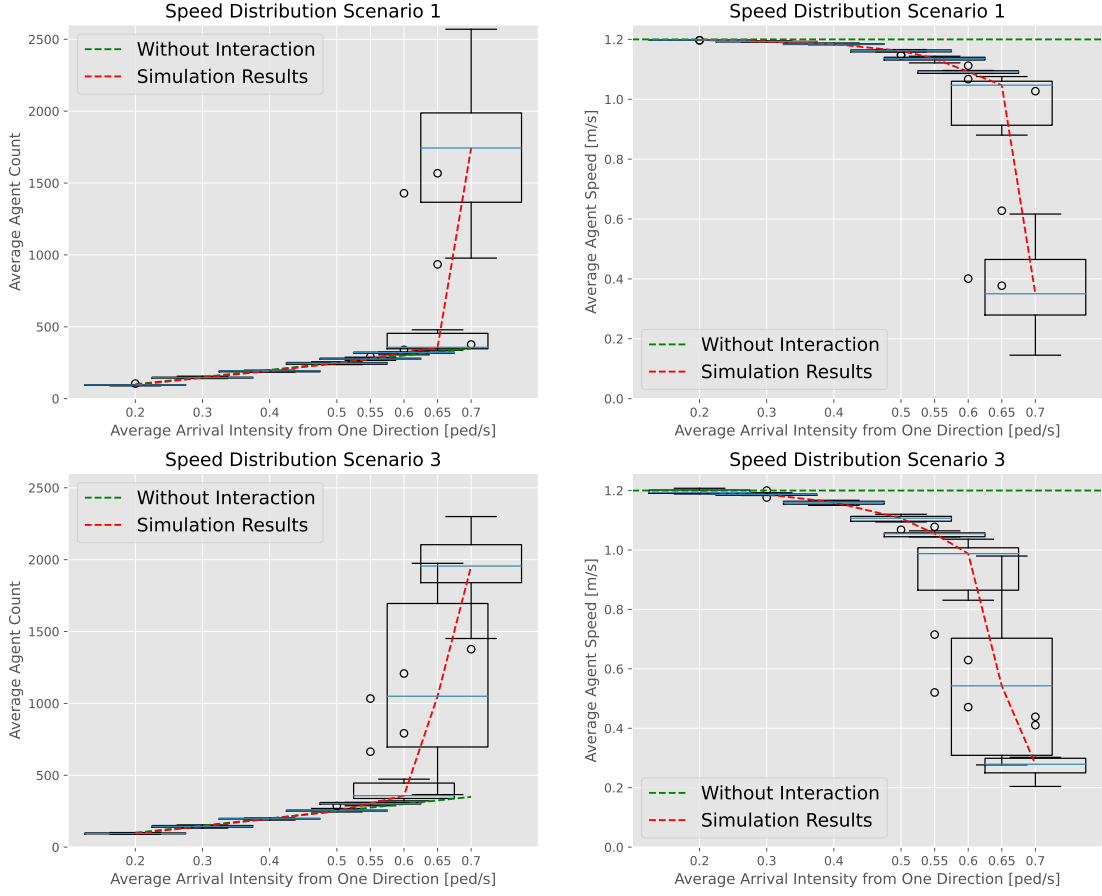 Speed Distribution Scenario 1
Average Agent Count
2500
2000
1500
1000
500
0
Without Interaction
Simulation Results
0.2 0.3 0.4 0.5 0.55 0.6 0.65 0.7
Average Arrival Intensity from One Direction [ped/s]
Speed Distribution Scenario 1
Average Agent Speed [m/s]
1.2
1.0
0.8
0.6
0.4
0.2
0.0
Without Interaction
Simulation Results
0.2 0.3 0.4 0.5 0.55 0.6 0.65 0.7
Average Arrival Intensity from One Direction [ped/s]
Speed Distribution Scenario 3
Average Agent Count
2500
2000
1500
1000
500
0
Without Interaction
Simulation Results
0.2 0.3 0.4 0.5 0.55 0.6 0.65 0.7
Average Arrival Intensity from One Direction [ped/s]
Speed Distribution Scenario 3
Average Agent Speed [m/s]
1.2
1.0
0.8
0.6
0.4
0.2
0.0
Without Interaction
Simulation Results
0.2 0.3 0.4 0.5 0.55 0.6 0.65 0.7
Average Arrival Intensity from One Direction [ped/s]